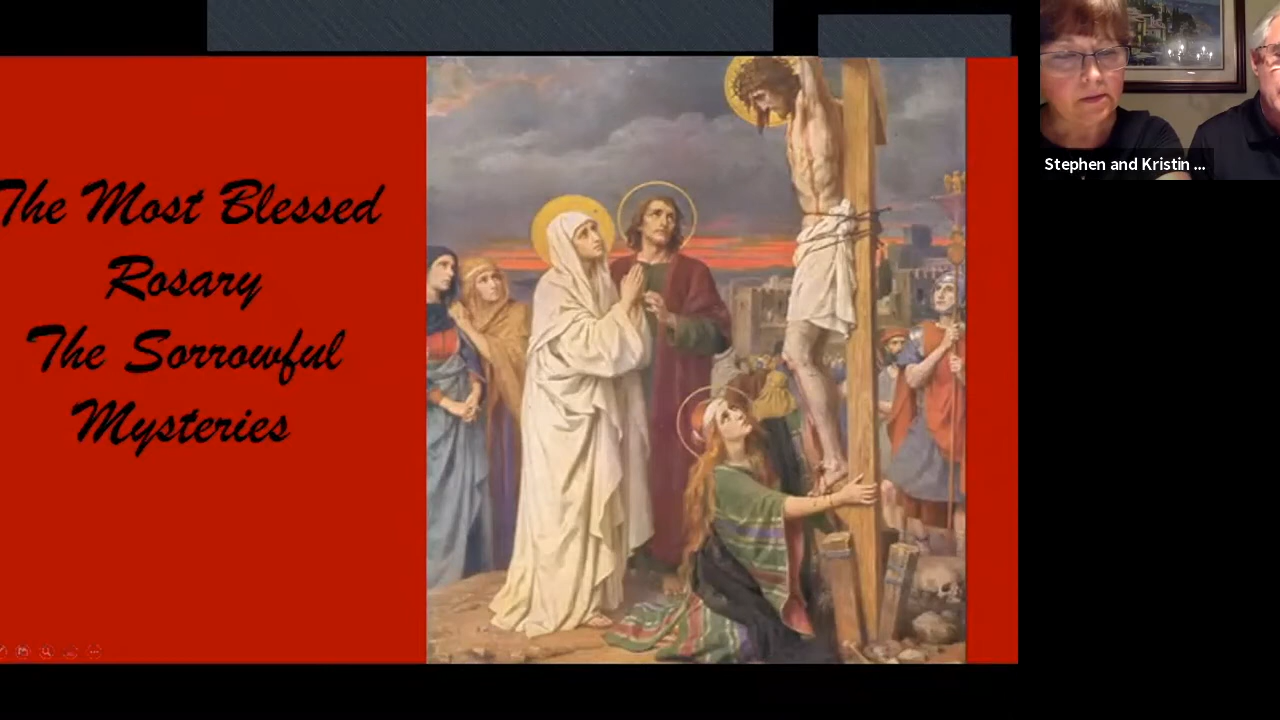 The Most Blessed
Rosary
The Sorrowful
Mysteries
Stephen and Kristin ...